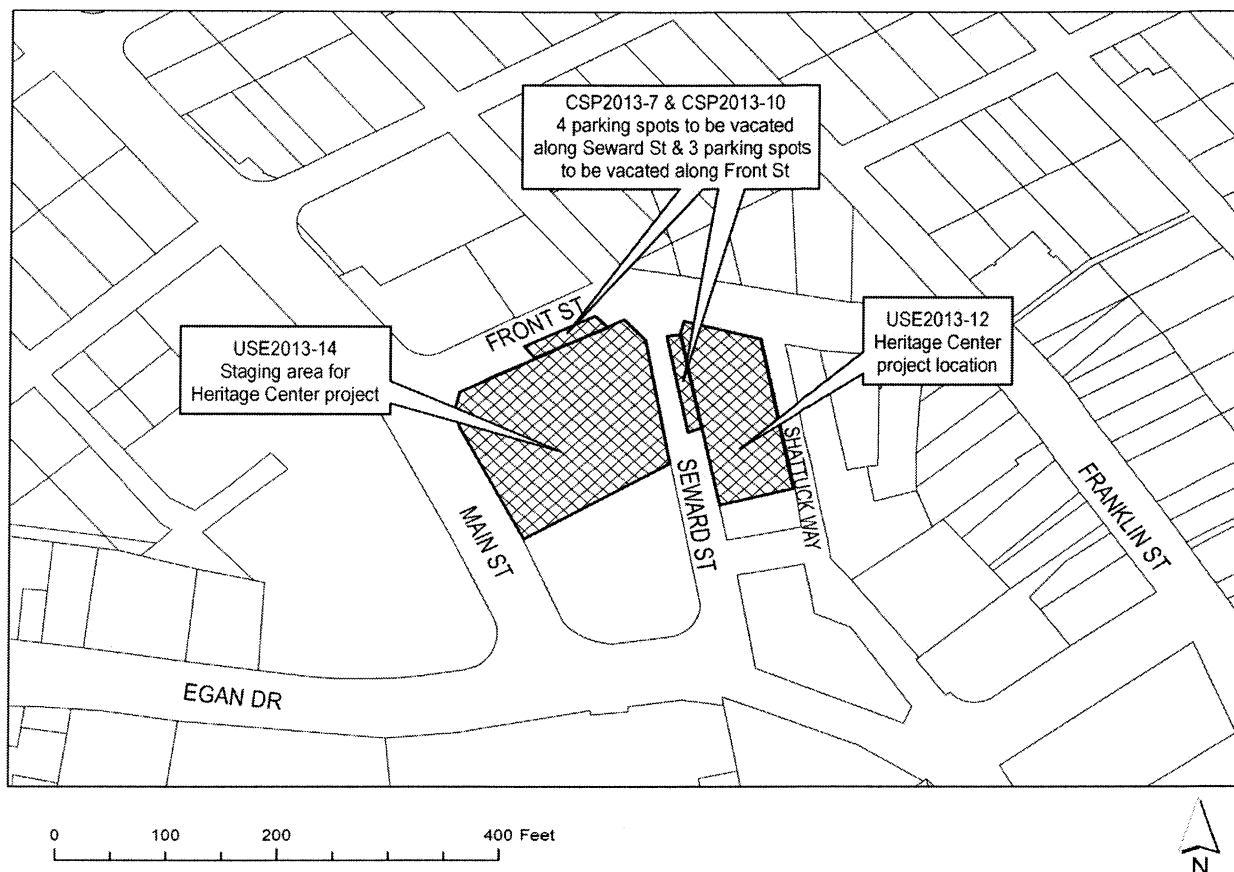 CSP2013-7 & CSP2013-10
4 parking spots to be vacated
along Seward St & 3 parking spots
to be vacated along Front St
FRONT ST
USE2013-14
Staging area for
Heritage Center project
USE2013-12
Heritage Center
project location
MAIN ST
SEWARD ST
SHATTUCK WAY
FRANKLIN ST
EGAN DR
0 100 200 400 Feet
N